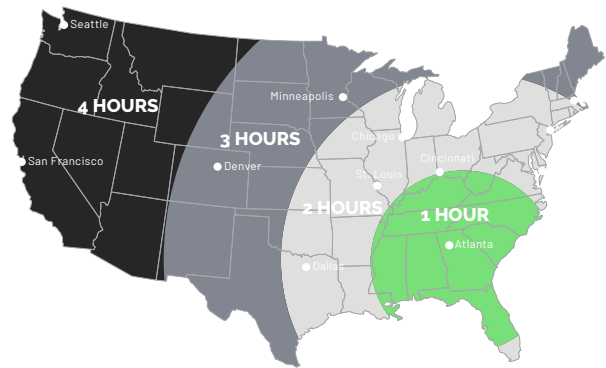 Seattle
4 HOURS
Minneapolis
3 HOURS
Chicago
San Francisco
Denver
Cincinnati
St. Louis
2 HOURS
1 HOUR
Atlanta
Dallas